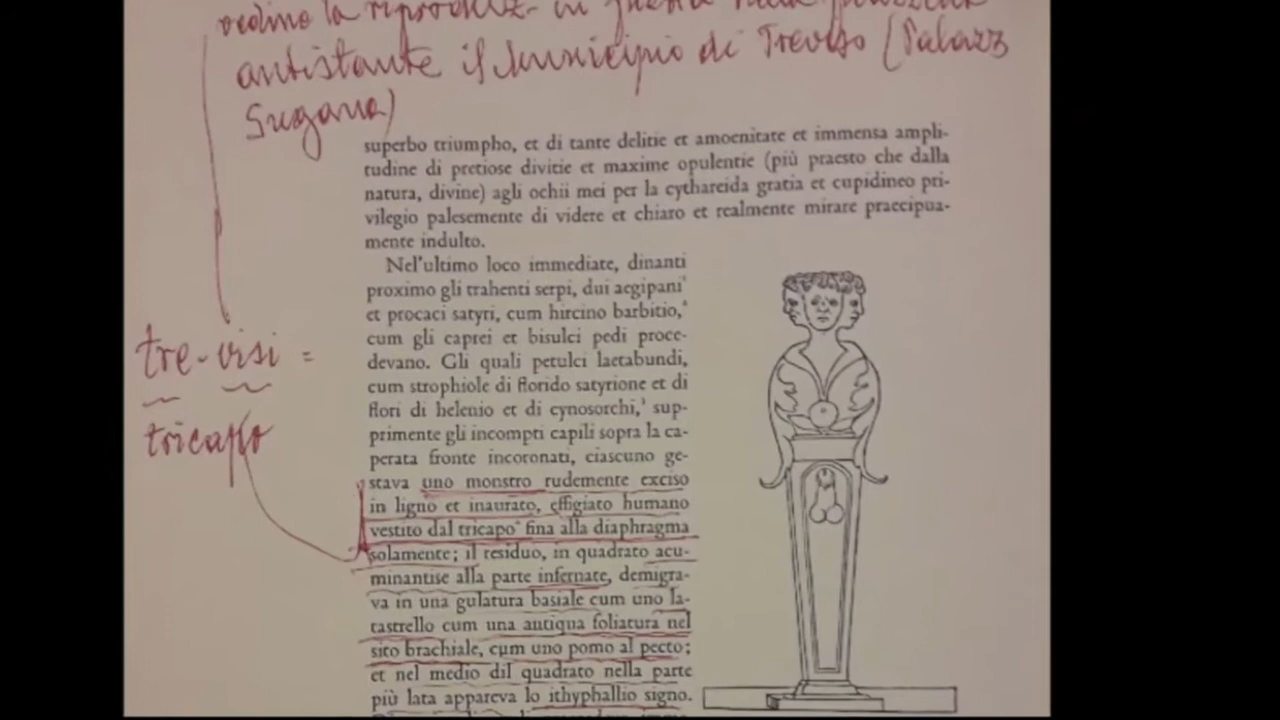 vedimo la riproduz. in
antistante il Municipio di Treviso (Palazz
Sugana)
superbo triumpho, et di tante delitie et amoenitate et immensa ampli-
tudine di pretiose divitie et maxime opulentie (più praesto che dalla
natura, divine) agli ochii mei per la cythareida gratia et cupidineo pri-
vilegio palesemente di videre et chiaro et realmente mirare praecipua-
mente indulto.
Nel'ultimo loco immediate, dinanti
proximo gli trahenti serpi, dui aegipani
et procaci satyri, cum hircino barbitio,
cum gli caprei et bisulci pedi proce-
devano. Gli quali petulci laetabundi,
cum strophiole di florido satyrione et di
flori di helenio et di cynosorchi, sup-
primente gli incompti capili sopra la ca-
perata fronte incoronati, ciascuno ge-
stava uno monstro rudemente exciso
in ligno et inaurato, effigiato humano
vestito dal tricapo fina alla diaphragma
solamente; il residuo, in quadrato acu-
minantise alla parte infernate, demigra-
va in una gulatura basiale cum uno la-
tastrello cum una antiqua foliatura nel
sito brachiale, cum uno pomo al pecto;
et nel medio dil quadrato nella parte
più lata appareva lo ithyphallio signo.
tre-visi =
tricapo